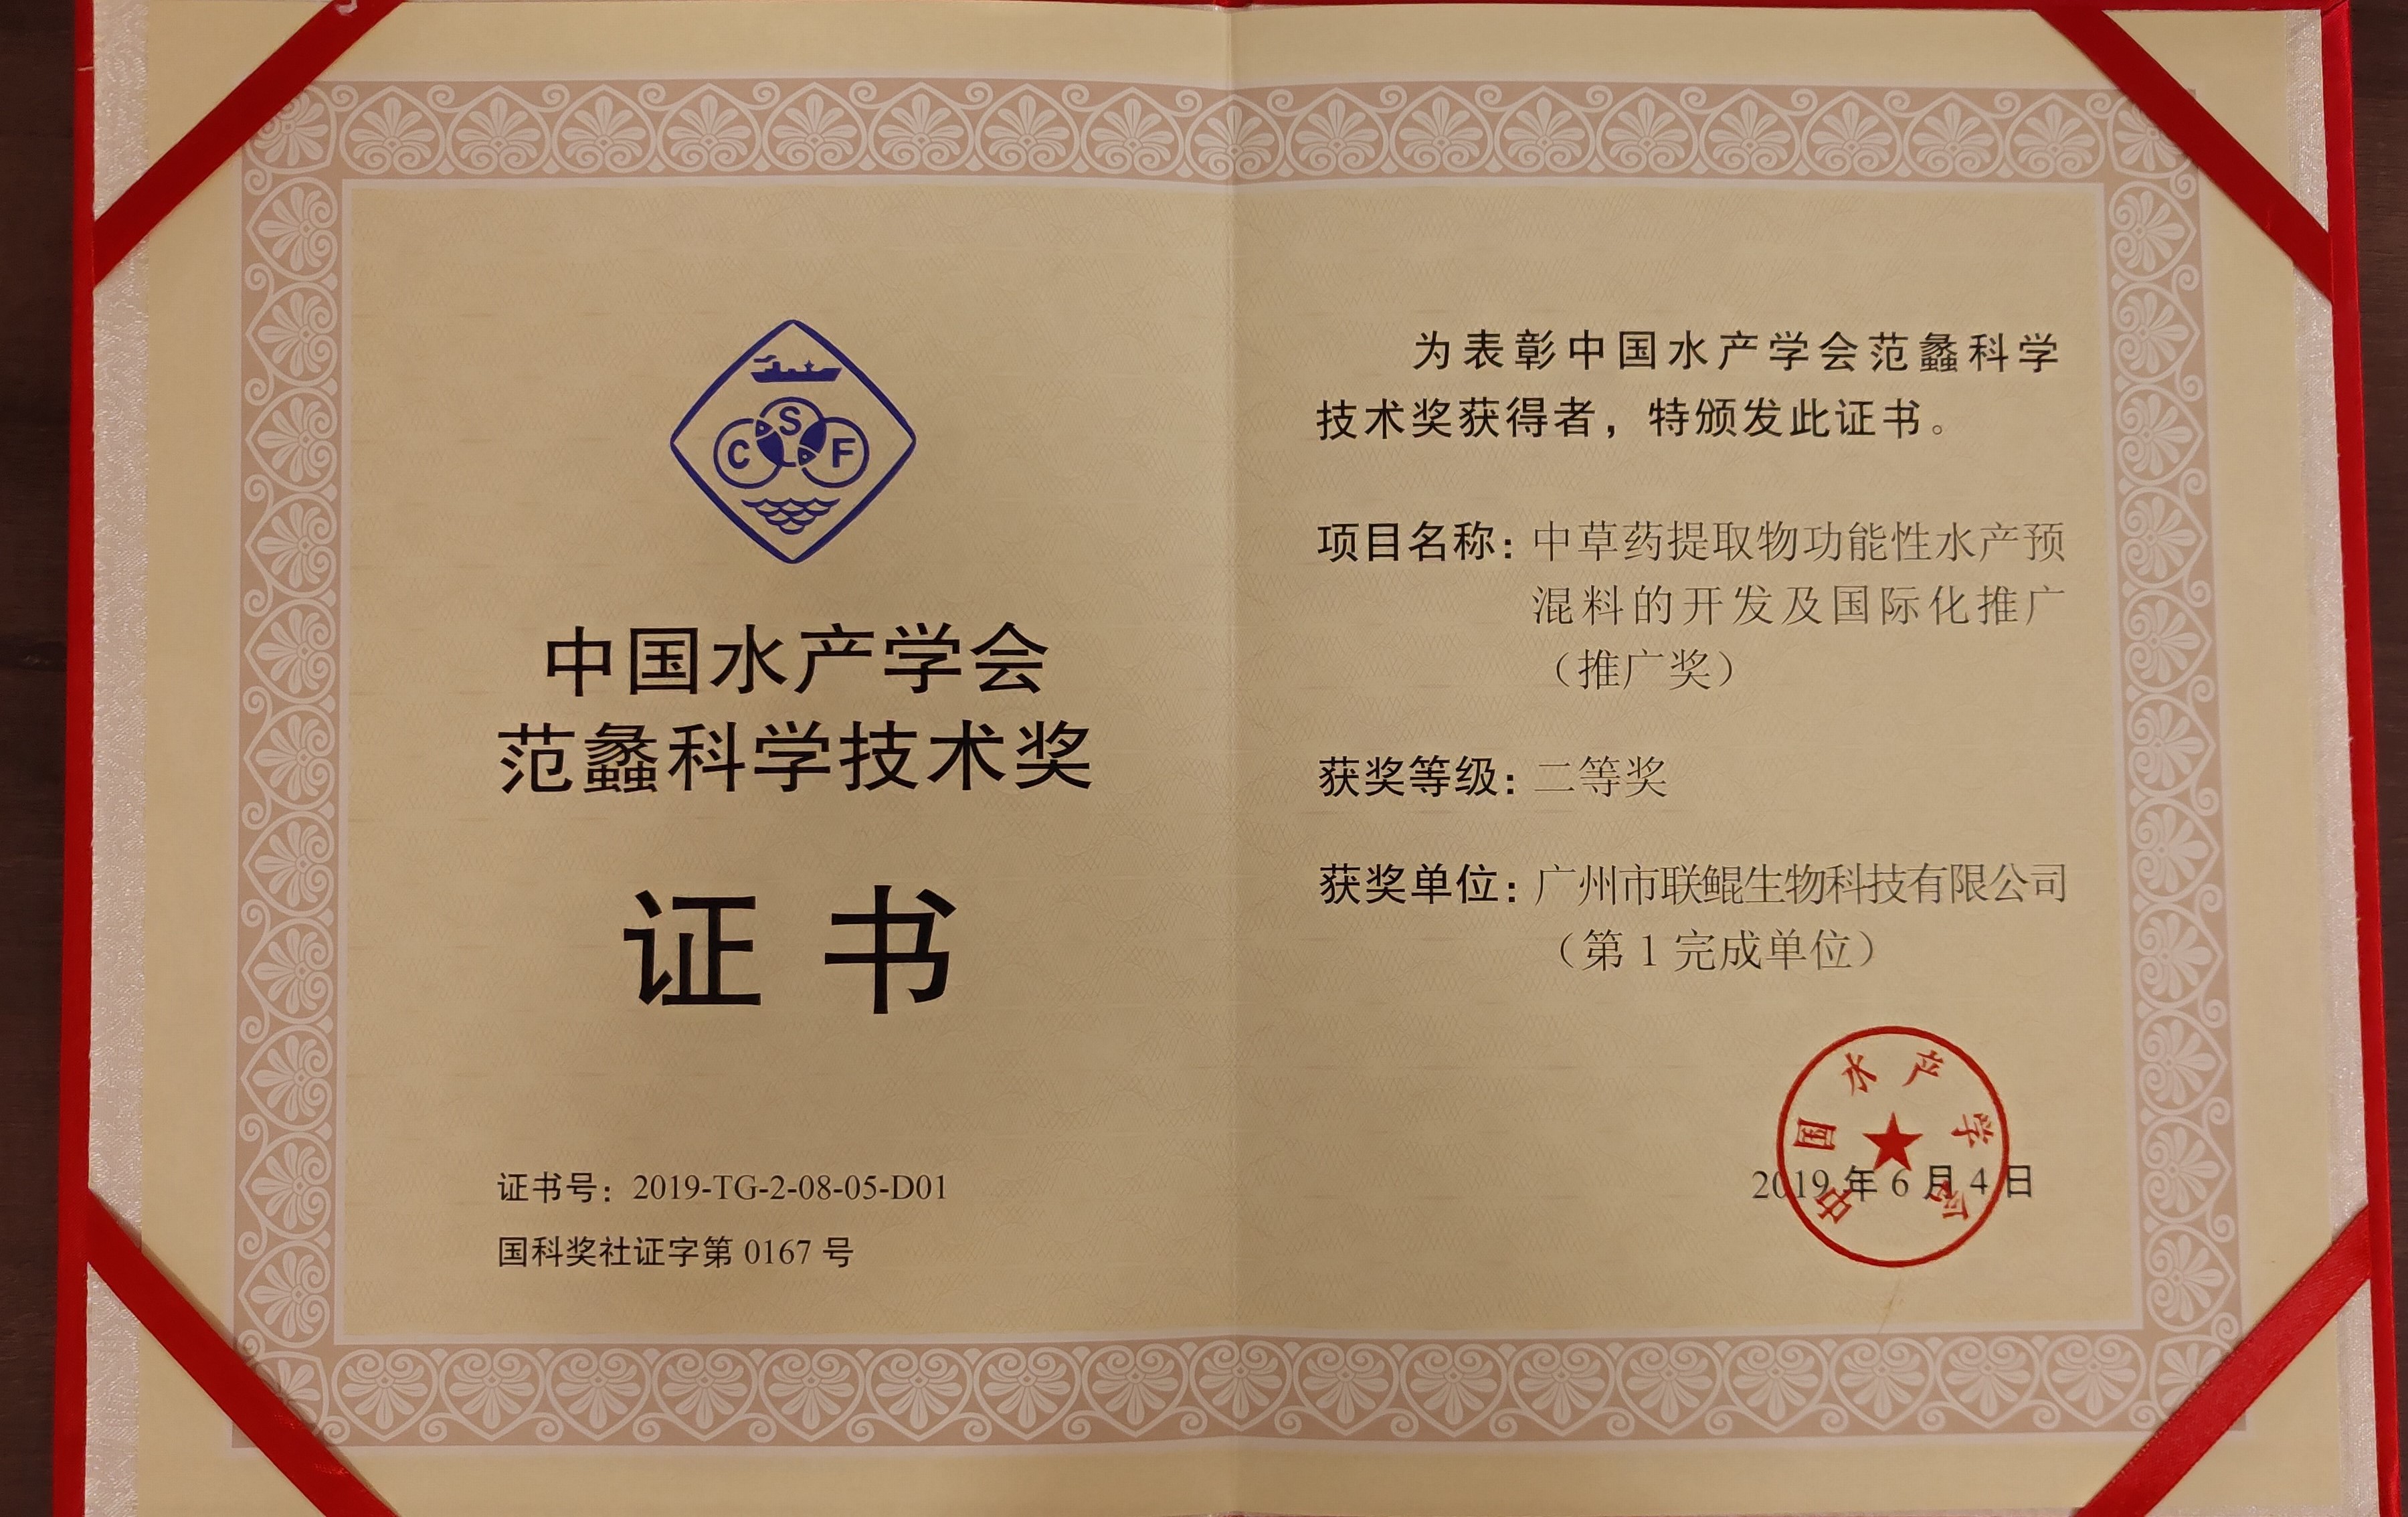 C S F
中国水产学会
范蠡科学技术奖
证书
证书号：2019-TG-2-08-05-D01
国科奖社证字第 0167 号
为表彰中国水产学会范蠡科学
技术奖获得者，特颁发此证书。
项目名称：中草药提取物功能性水产预
混料的开发及国际化推广
（推广奖）
获奖等级：二等奖
获奖单位：广州市联鲲生物科技有限公司
（第 1 完成单位）
中国水产学会
2019 年 6 月 4 日